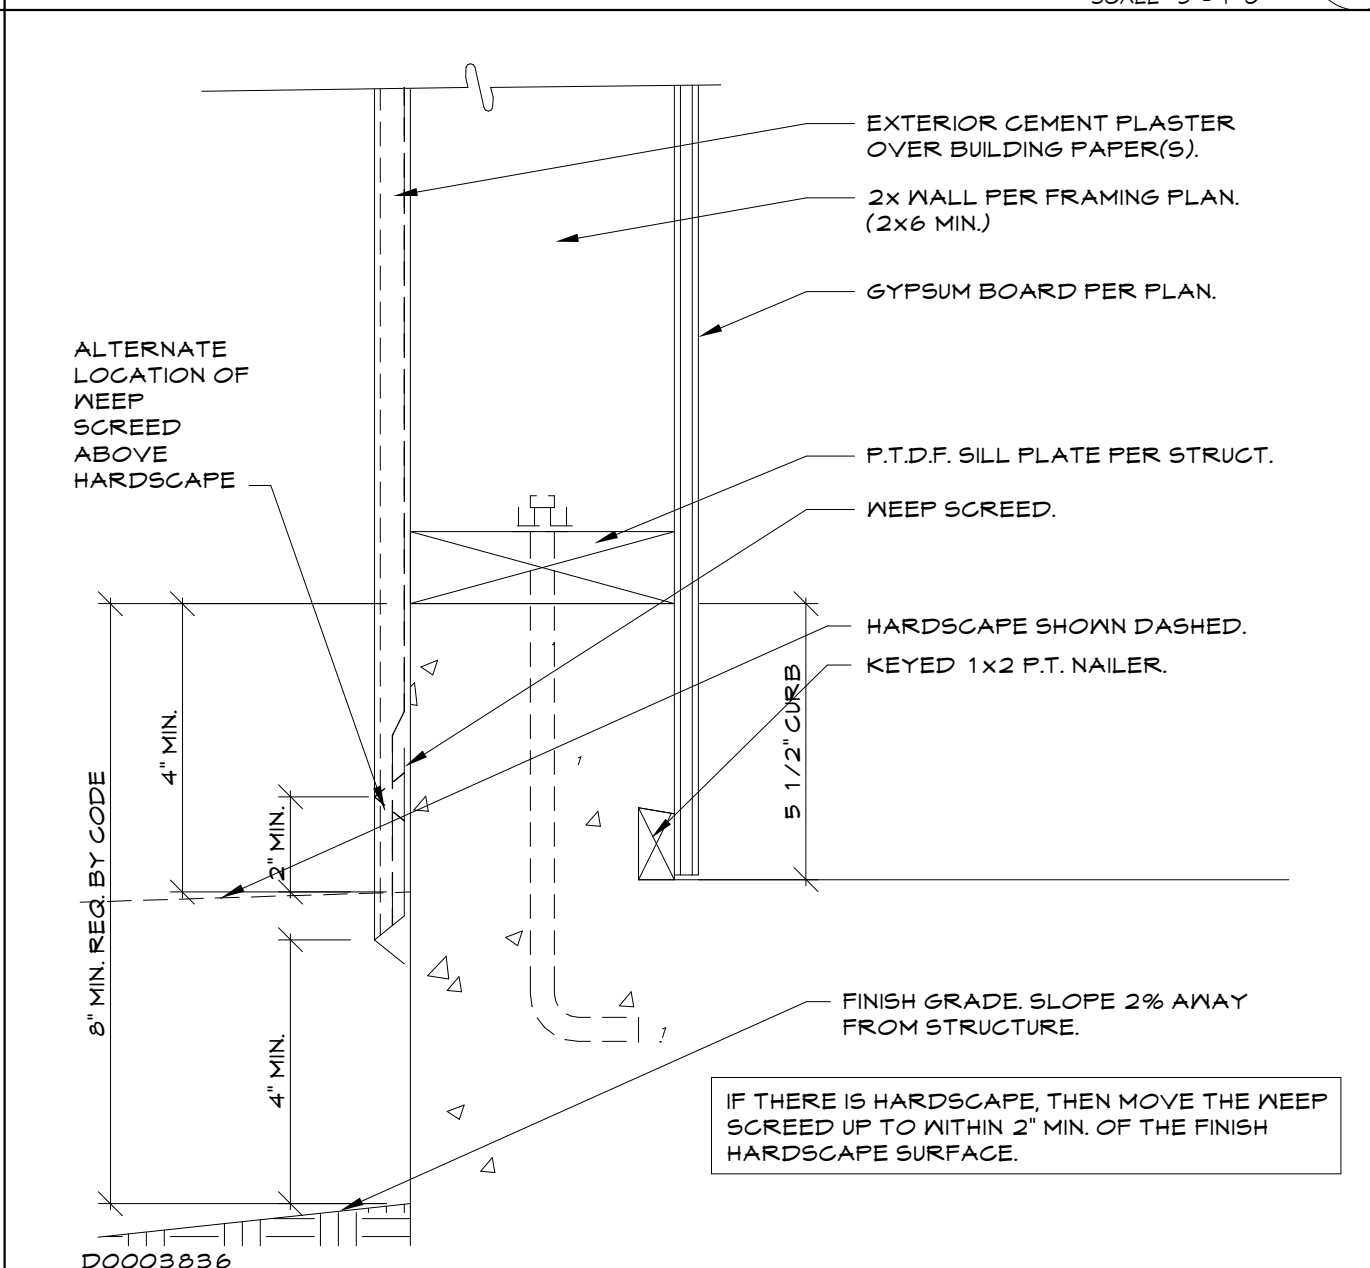 EXTERIOR CEMENT PLASTER
OVER BUILDING PAPER(S).
2x WALL PER FRAMING PLAN.
(2x6 MIN.)
GYPSUM BOARD PER PLAN.
ALTERNATE
LOCATION OF
WEEP
SCREED
ABOVE
HARDSCAPE
P.T.D.F. SILL PLATE PER STRUCT.
WEEP SCREED.
HARDSCAPE SHOWN DASHED.
KEYED 1x2 P.T. NAILER.
4" MIN.
5 1/2" CURB
2" MIN.
8" MIN. REQ. BY CODE
4" MIN.
FINISH GRADE. SLOPE 2% AWAY
FROM STRUCTURE.
IF THERE IS HARDSCAPE, THEN MOVE THE WEEP
SCREED UP TO WITHIN 2" MIN. OF THE FINISH
HARDSCAPE SURFACE.
D0003836